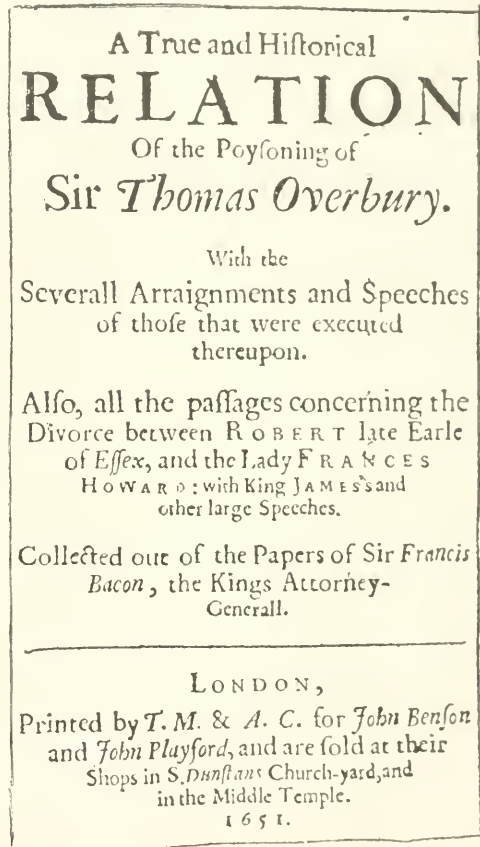 A True and Hiſtorical
RELATION
Of the Poyſoning of
Sir Thomas Overbury.
With the
Severall Arraignments and Speeches
of thoſe that were executed
thereupon.
Alſo, all the paſſages concerning the
Divorce between ROBERT late Earle
of Eſſex, and the Lady FRANCES
HOWARD: with King JAMES's and
other large Speeches.
Collected out of the Papers of Sir Francis
Bacon, the Kings Attorney-
Generall.
LONDON,
Printed by T. M. & A. C. for John Benſon
and John Playford, and are ſold at their
Shops in S. Dunſtans Church-yard, and
in the Middle Temple.
1651.